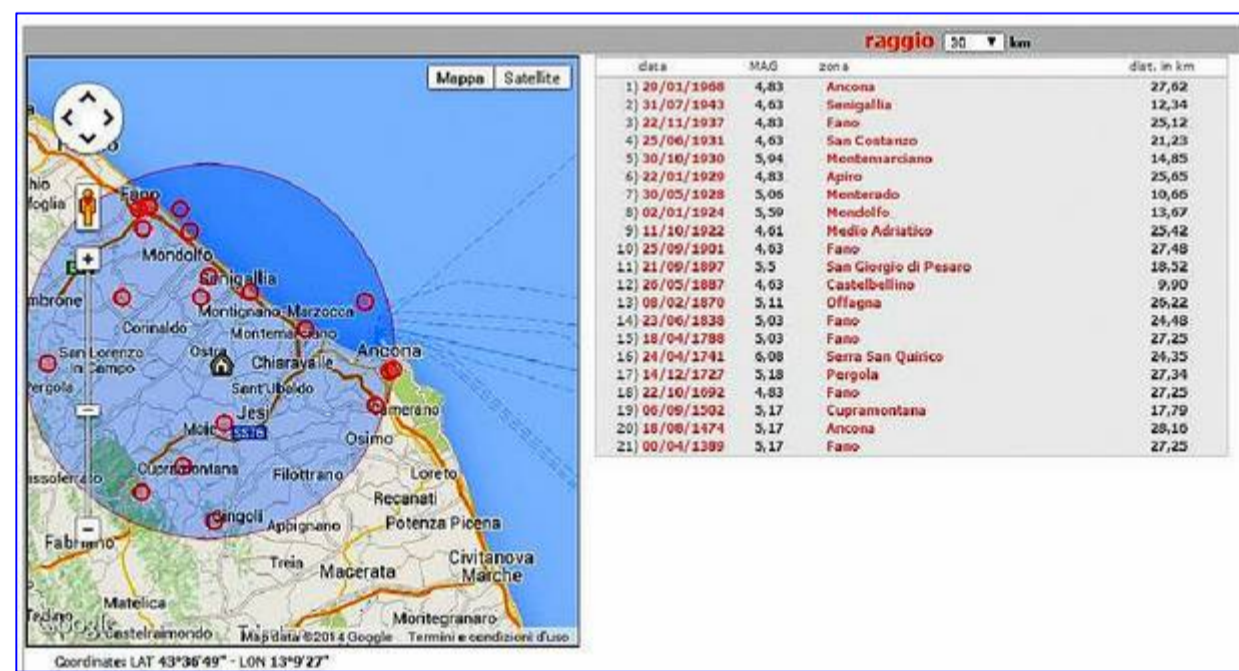 raggio 30 km
Mappa Satellite
data MAG zona dist. in km
1) 29/01/1968 4,83 Ancona 27,62
2) 31/07/1943 4,63 Senigallia 12,34
3) 22/11/1937 4,83 Fano 25,12
4) 25/06/1931 4,63 San Costanzo 21,23
5) 30/10/1930 5,94 Montemarciano 14,85
6) 22/01/1929 4,83 Apiro 25,65
7) 30/05/1928 5,06 Monterado 10,66
8) 02/01/1924 5,59 Mondolfo 13,67
9) 11/10/1922 4,61 Medio Adriatico 25,42
10) 25/09/1901 4,63 Fano 27,48
11) 21/09/1897 5,5 San Giorgio di Pesaro 18,52
12) 26/05/1887 4,63 Castelbellino 9,90
13) 08/02/1870 5,11 Offagna 26,22
14) 23/06/1838 5,03 Fano 24,48
15) 18/04/1788 5,03 Fano 27,25
16) 24/04/1741 6,08 Serra San Quirico 24,35
17) 14/12/1727 5,18 Pergola 27,34
18) 22/10/1692 4,83 Fano 27,25
19) 06/09/1502 5,17 Cupramontana 17,79
20) 18/08/1474 5,17 Ancona 28,16
21) 00/04/1389 5,17 Fano 27,25
Fano
Mondolfo
Senigallia
Montignano-Marzocca
Corinaldo
Montemarciano
San Lorenzo
in Campo
Ostra
Chiaravalle
Ancona
Pergola
Sant'Ubaldo
Jesi
Camerano
SS76
Osimo
Cupramontana
Filottrano
Loreto
Recanati
Cingoli
Appignano
Potenza Picena
Fabriano
Treia
Macerata
Civitanova
Marche
Matelica
Montegranaro
Google
Castelraimondo
Map data ©2014 Google
Termini e condizioni d'uso
Coordinate: LAT 43°36'49" - LON 13°9'27"